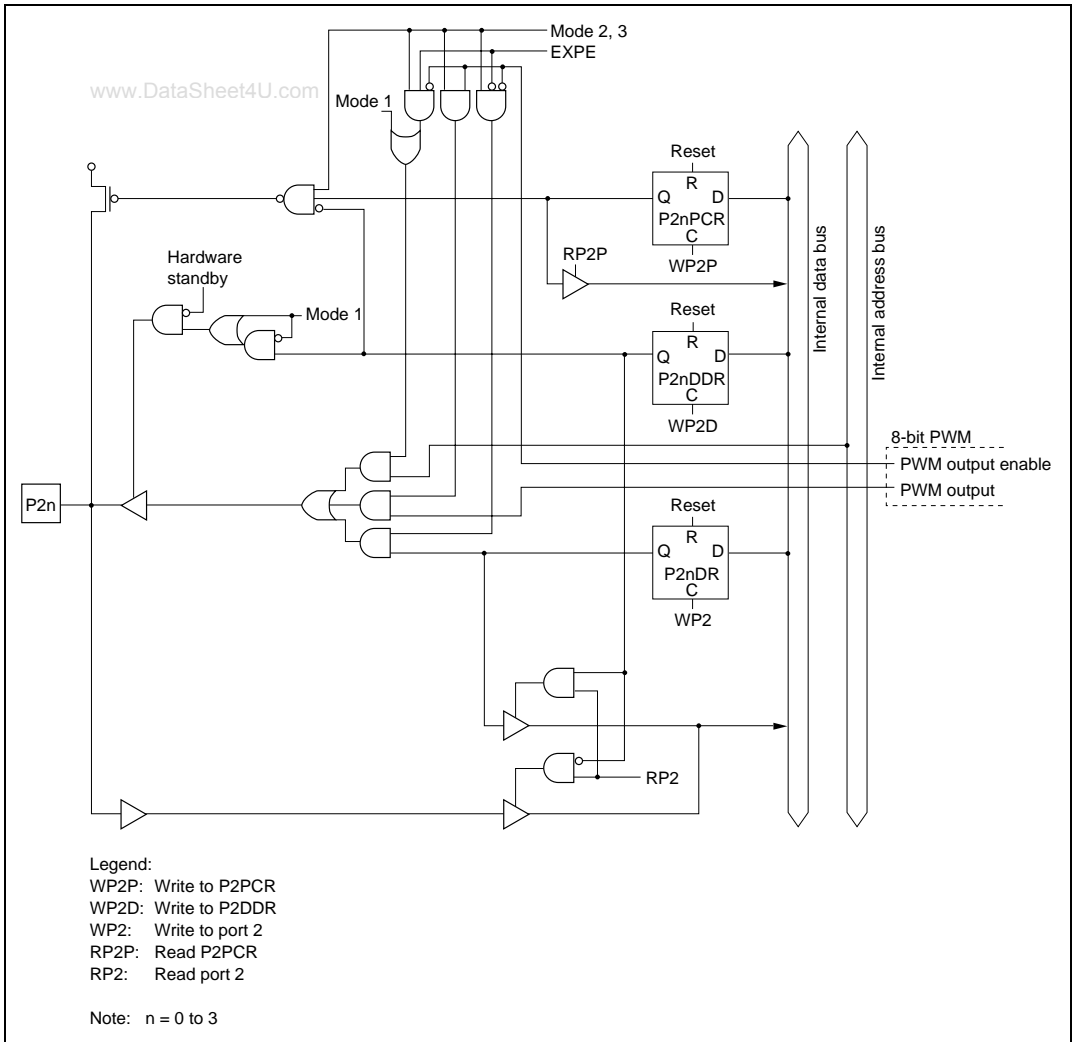 Mode 2, 3
EXPE
www.DataSheet4U.com
Mode 1
Reset
R
Q D
P2nPCR
C
WP2P
RP2P
Hardware
standby
Mode 1
Reset
R
Q D
P2nDDR
C
WP2D
Internal data bus
Internal address bus
8-bit PWM
PWM output enable
PWM output
P2n
Reset
R
Q D
P2nDR
C
WP2
RP2
Legend:
WP2P: Write to P2PCR
WP2D: Write to P2DDR
WP2: Write to port 2
RP2P: Read P2PCR
RP2: Read port 2
Note: n = 0 to 3